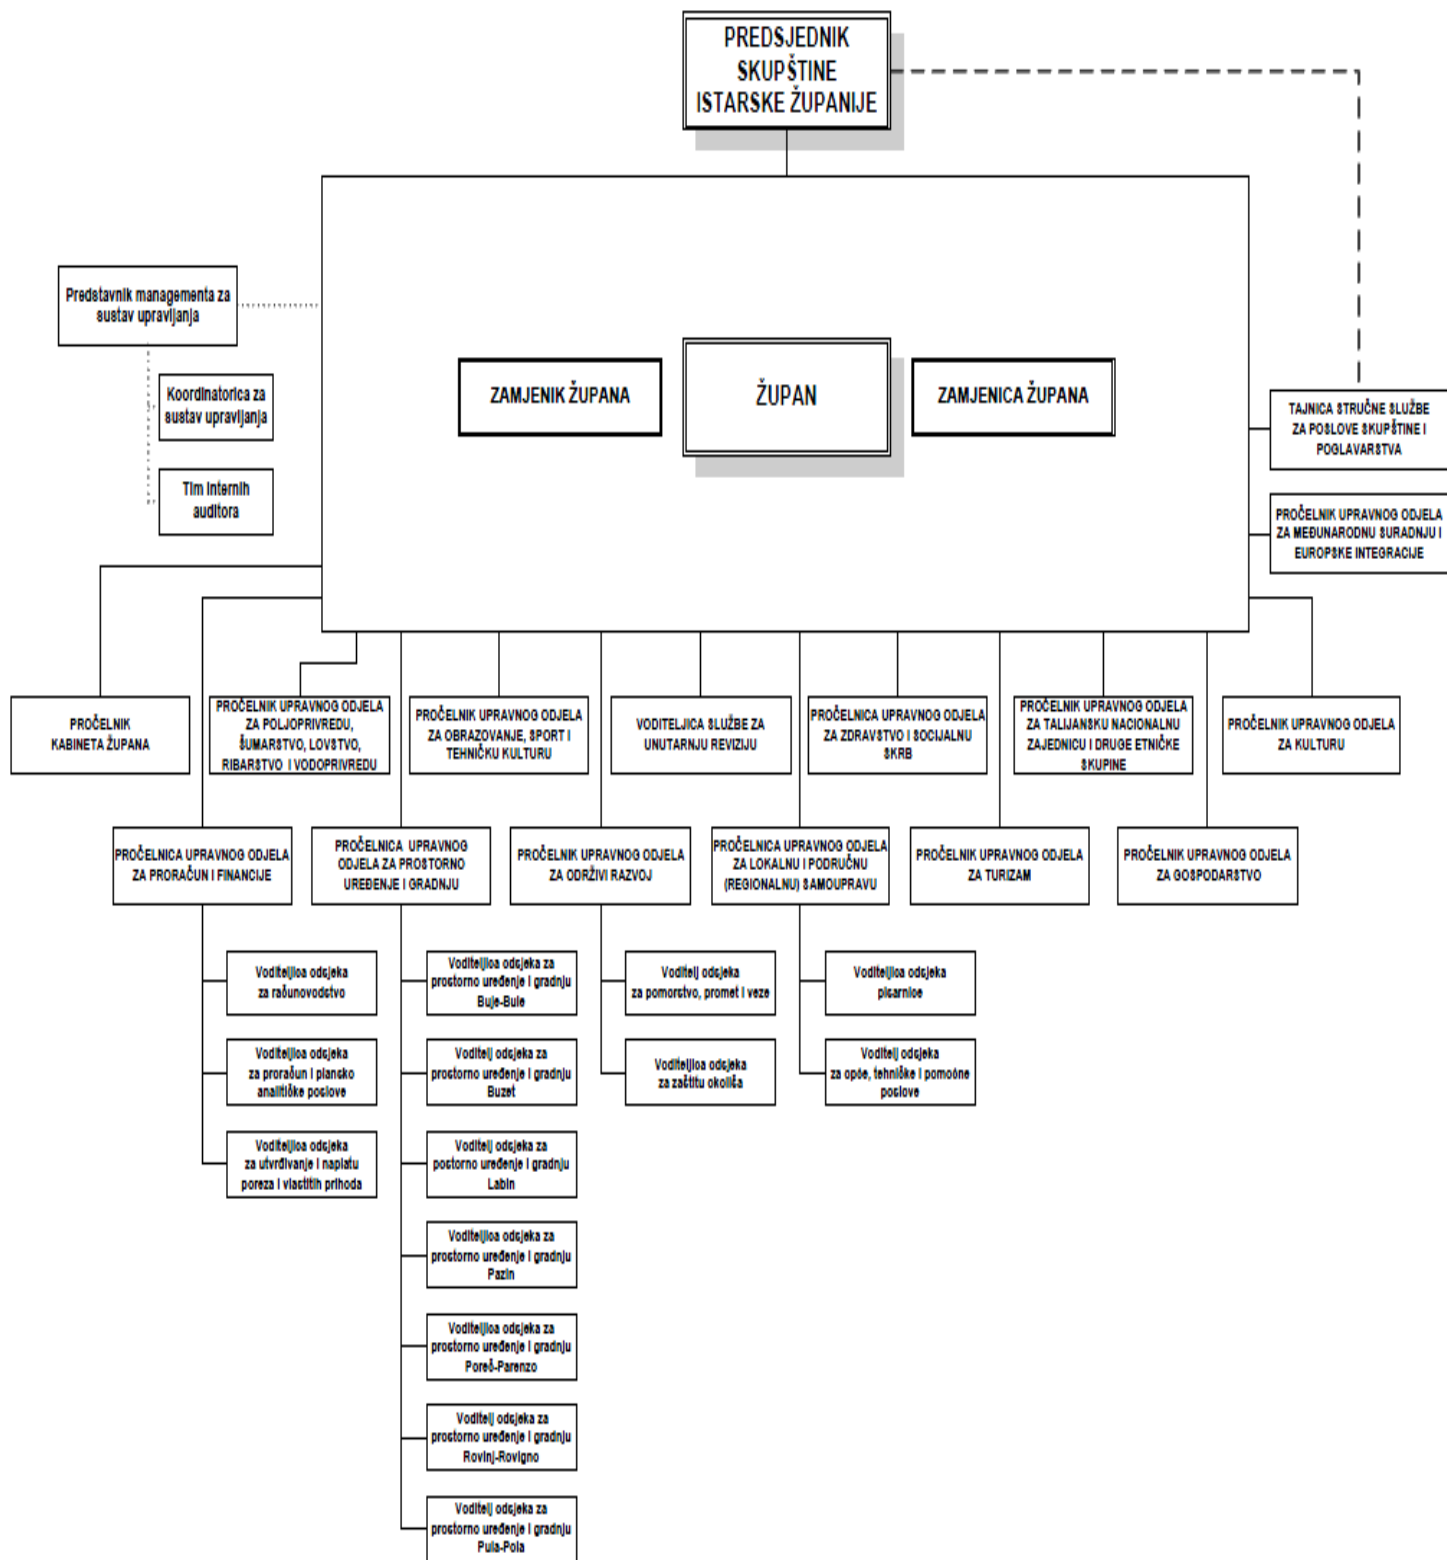 PREDSJEDNIK
SKUPŠTINE
ISTARSKE ŽUPANIJE
Predstavnik managementa za
sustav upravljanja
Koordinatorica za
sustav upravljanja
Tim internih
auditora
ZAMJENIK ŽUPANA
ŽUPAN
ZAMJENICA ŽUPANA
TAJNICA STRUČNE SLUŽBE
ZA POSLOVE SKUPŠTINE I
POGLAVARSTVA
PROČELNIK UPRAVNOG ODJELA
ZA MEĐUNARODNU SURADNJU I
EUROPSKE INTEGRACIJE
PROČELNIK
KABINETA ŽUPANA
PROČELNIK UPRAVNOG ODJELA
ZA POLJOPRIVREDU,
ŠUMARSTVO, LOVSTVO,
RIBARSTVO I VODOPRIVREDU
PROČELNIK UPRAVNOG ODJELA
ZA OBRAZOVANJE, SPORT I
TEHNIČKU KULTURU
VODITELJICA SLUŽBE ZA
UNUTARNJU REVIZIJU
PROČELNICA UPRAVNOG ODJELA
ZA ZDRAVSTVO I SOCIJALNU
SKRB
PROČELNIK UPRAVNOG ODJELA
ZA TALIJANSKU NACIONALNU
ZAJEDNICU I DRUGE ETNIČKE
SKUPINE
PROČELNIK UPRAVNOG ODJELA
ZA KULTURU
PROČELNICA UPRAVNOG ODJELA
ZA PRORAČUN I FINANCIJE
PROČELNICA UPRAVNOG
ODJELA ZA PROSTORNO
UREĐENJE I GRADNJU
PROČELNIK UPRAVNOG ODJELA
ZA ODRŽIVI RAZVOJ
PROČELNICA UPRAVNOG ODJELA
ZA LOKALNU I PODRUČNU
(REGIONALNU) SAMOUPRAVU
PROČELNIK UPRAVNOG ODJELA
ZA TURIZAM
PROČELNIK UPRAVNOG ODJELA
ZA GOSPODARSTVO
Voditeljica odsjeka
za računovodstvo
Voditeljica odsjeka
za proračun i plansko
analitičke poslove
Voditeljica odsjeka
za utvrđivanje i naplatu
poreza i vlastitih prihoda
Voditeljica odsjeka za
prostorno uređenje i gradnju
Buje-Buie
Voditelj odsjeka za
prostorno uređenje i gradnju
Buzet
Voditelj odsjeka za
postorno uređenje i gradnju
Labin
Voditeljica odsjeka za
prostorno uređenje i gradnju
Pazin
Voditeljica odsjeka za
prostorno uređenje i gradnju
Poreč-Parenzo
Voditelj odsjeka za
prostorno uređenje i gradnju
Rovinj-Rovigno
Voditelj odsjeka za
prostorno uređenje i gradnju
Pula-Pola
Voditelj odsjeka
za pomorstvo, promet i veze
Voditeljica odsjeka
za zaštitu okoliša
Voditeljica odsjeka
pisarnice
Voditelj odsjeka
za opće, tehničke i pomoćne
poslove